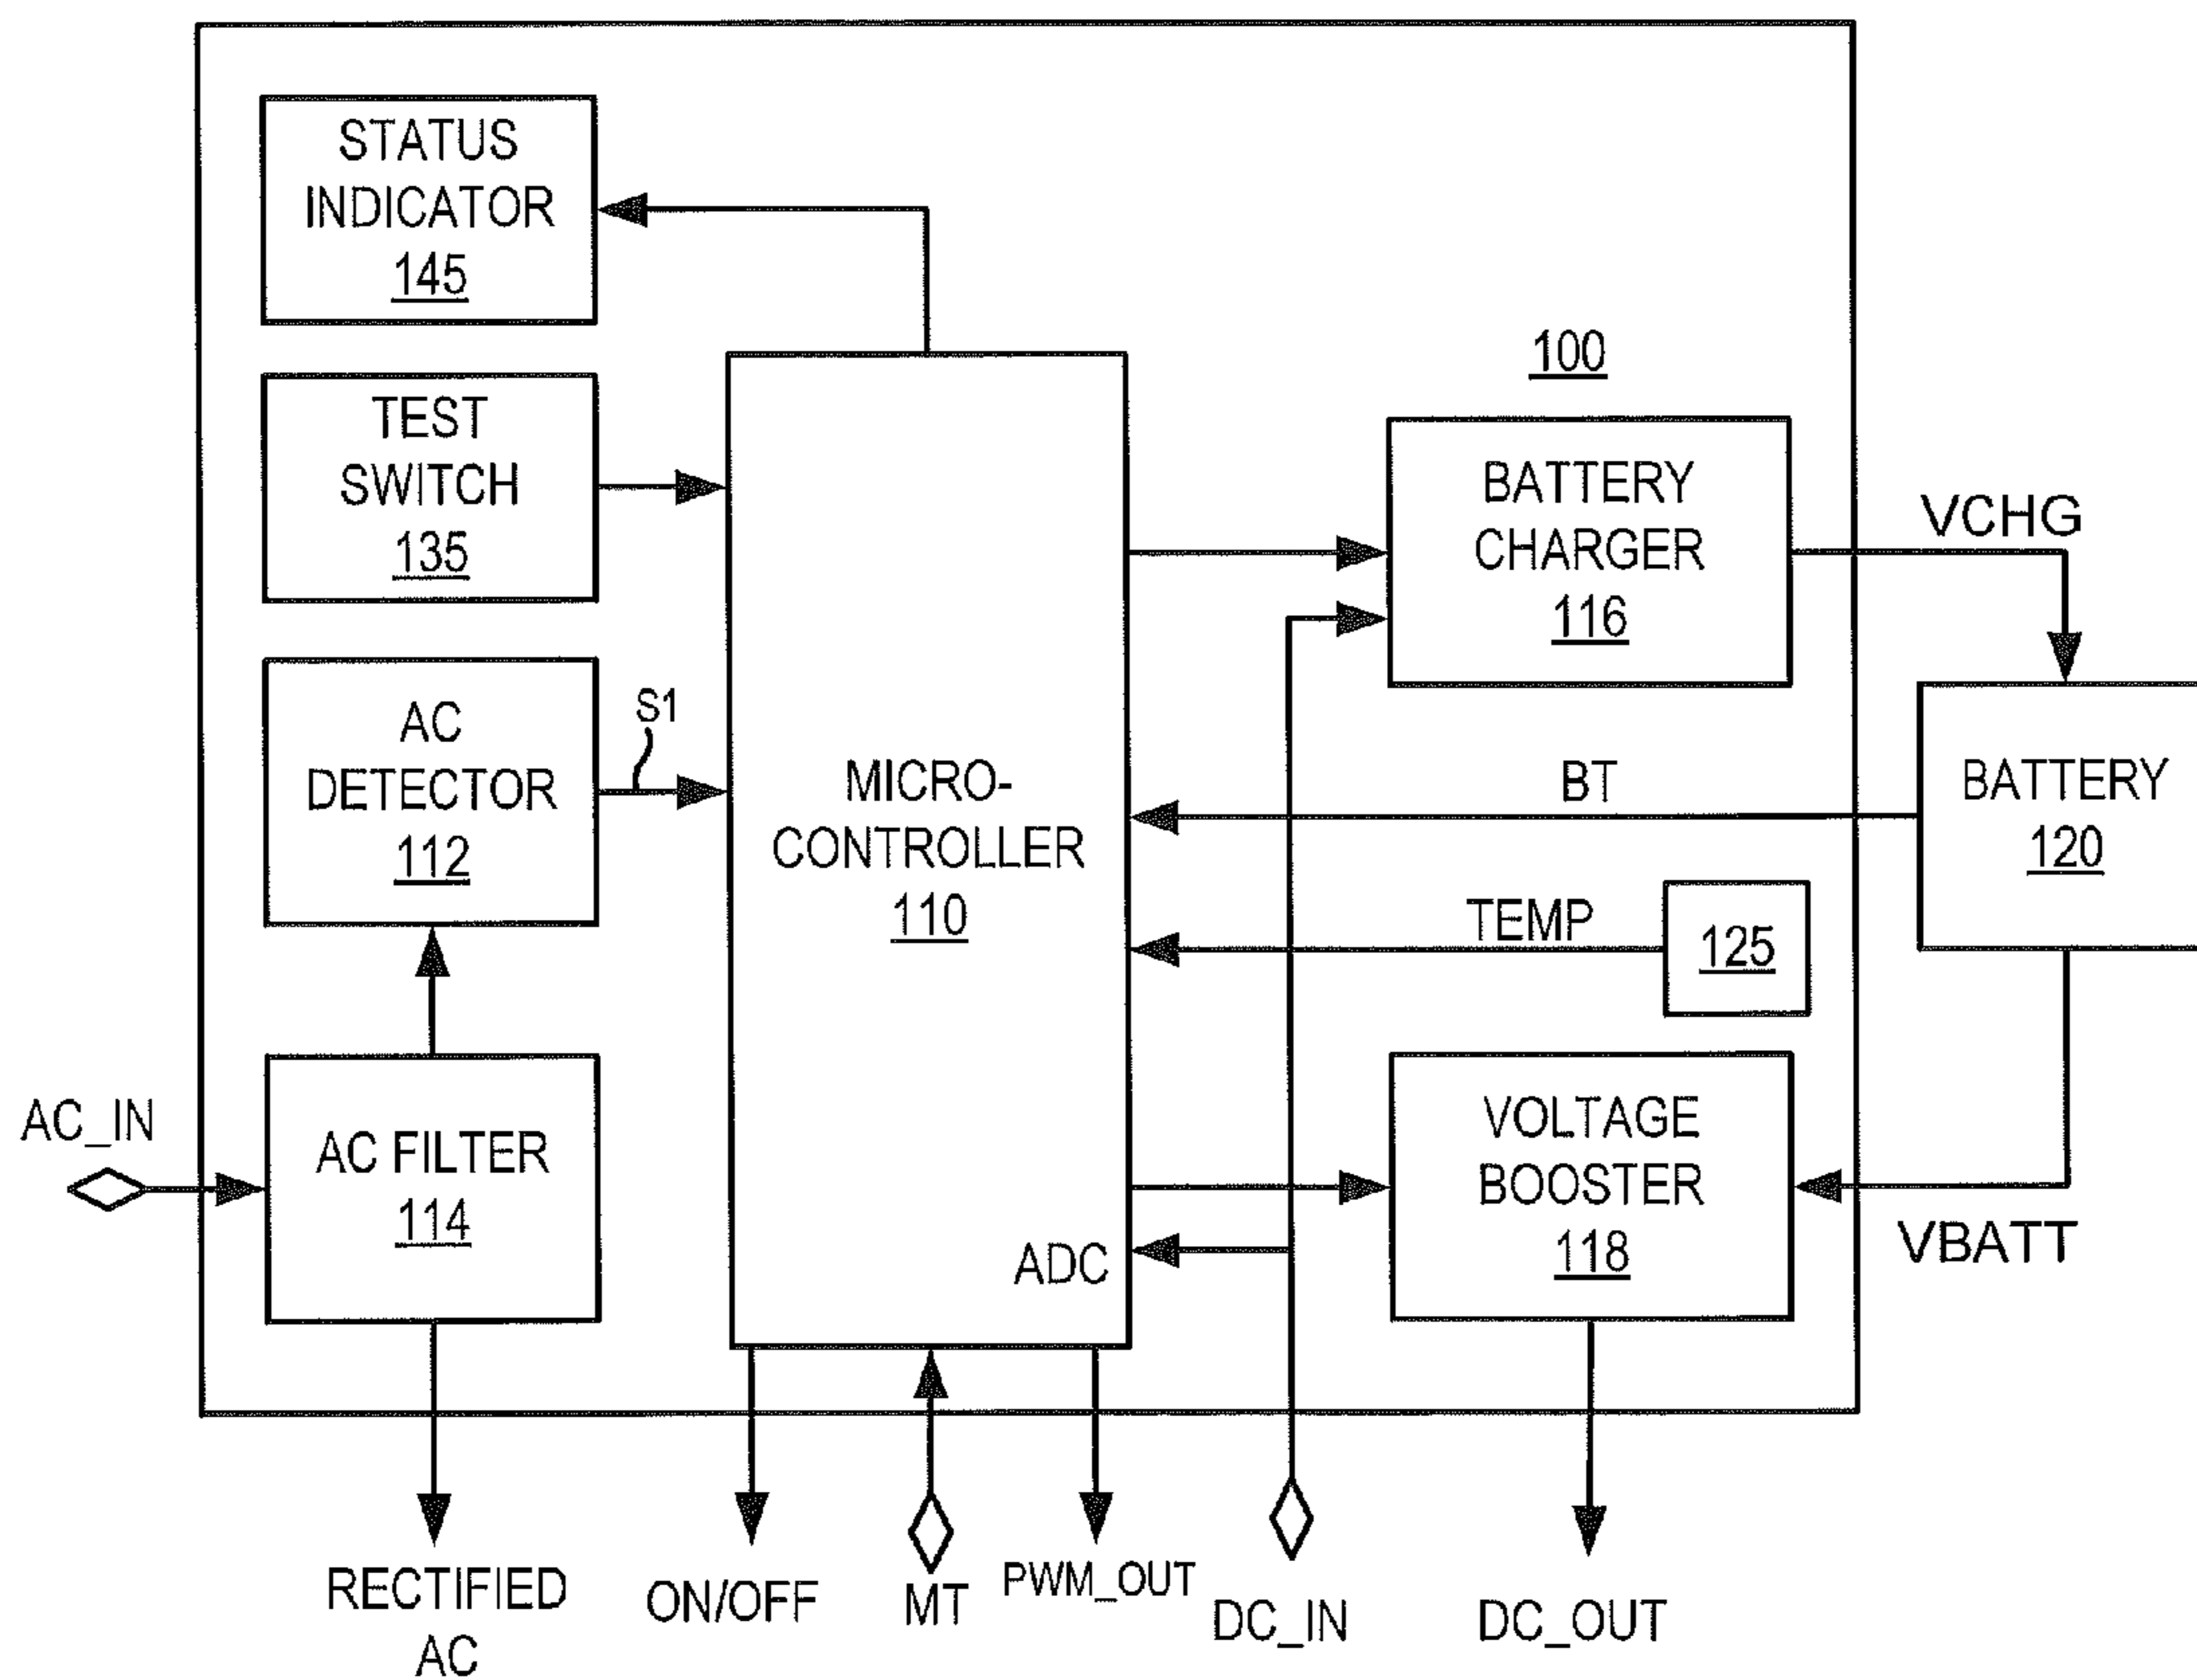 STATUS
INDICATOR
145
100
TEST
SWITCH
135
BATTERY
CHARGER
116
VCHG
AC
DETECTOR
112
S1
MICRO-
CONTROLLER
110
BT
BATTERY
120
TEMP
125
AC_IN
AC FILTER
114
ADC
VOLTAGE
BOOSTER
118
VBATT
RECTIFIED
AC
ON/OFF
MT
PWM_OUT
DC_IN
DC_OUT